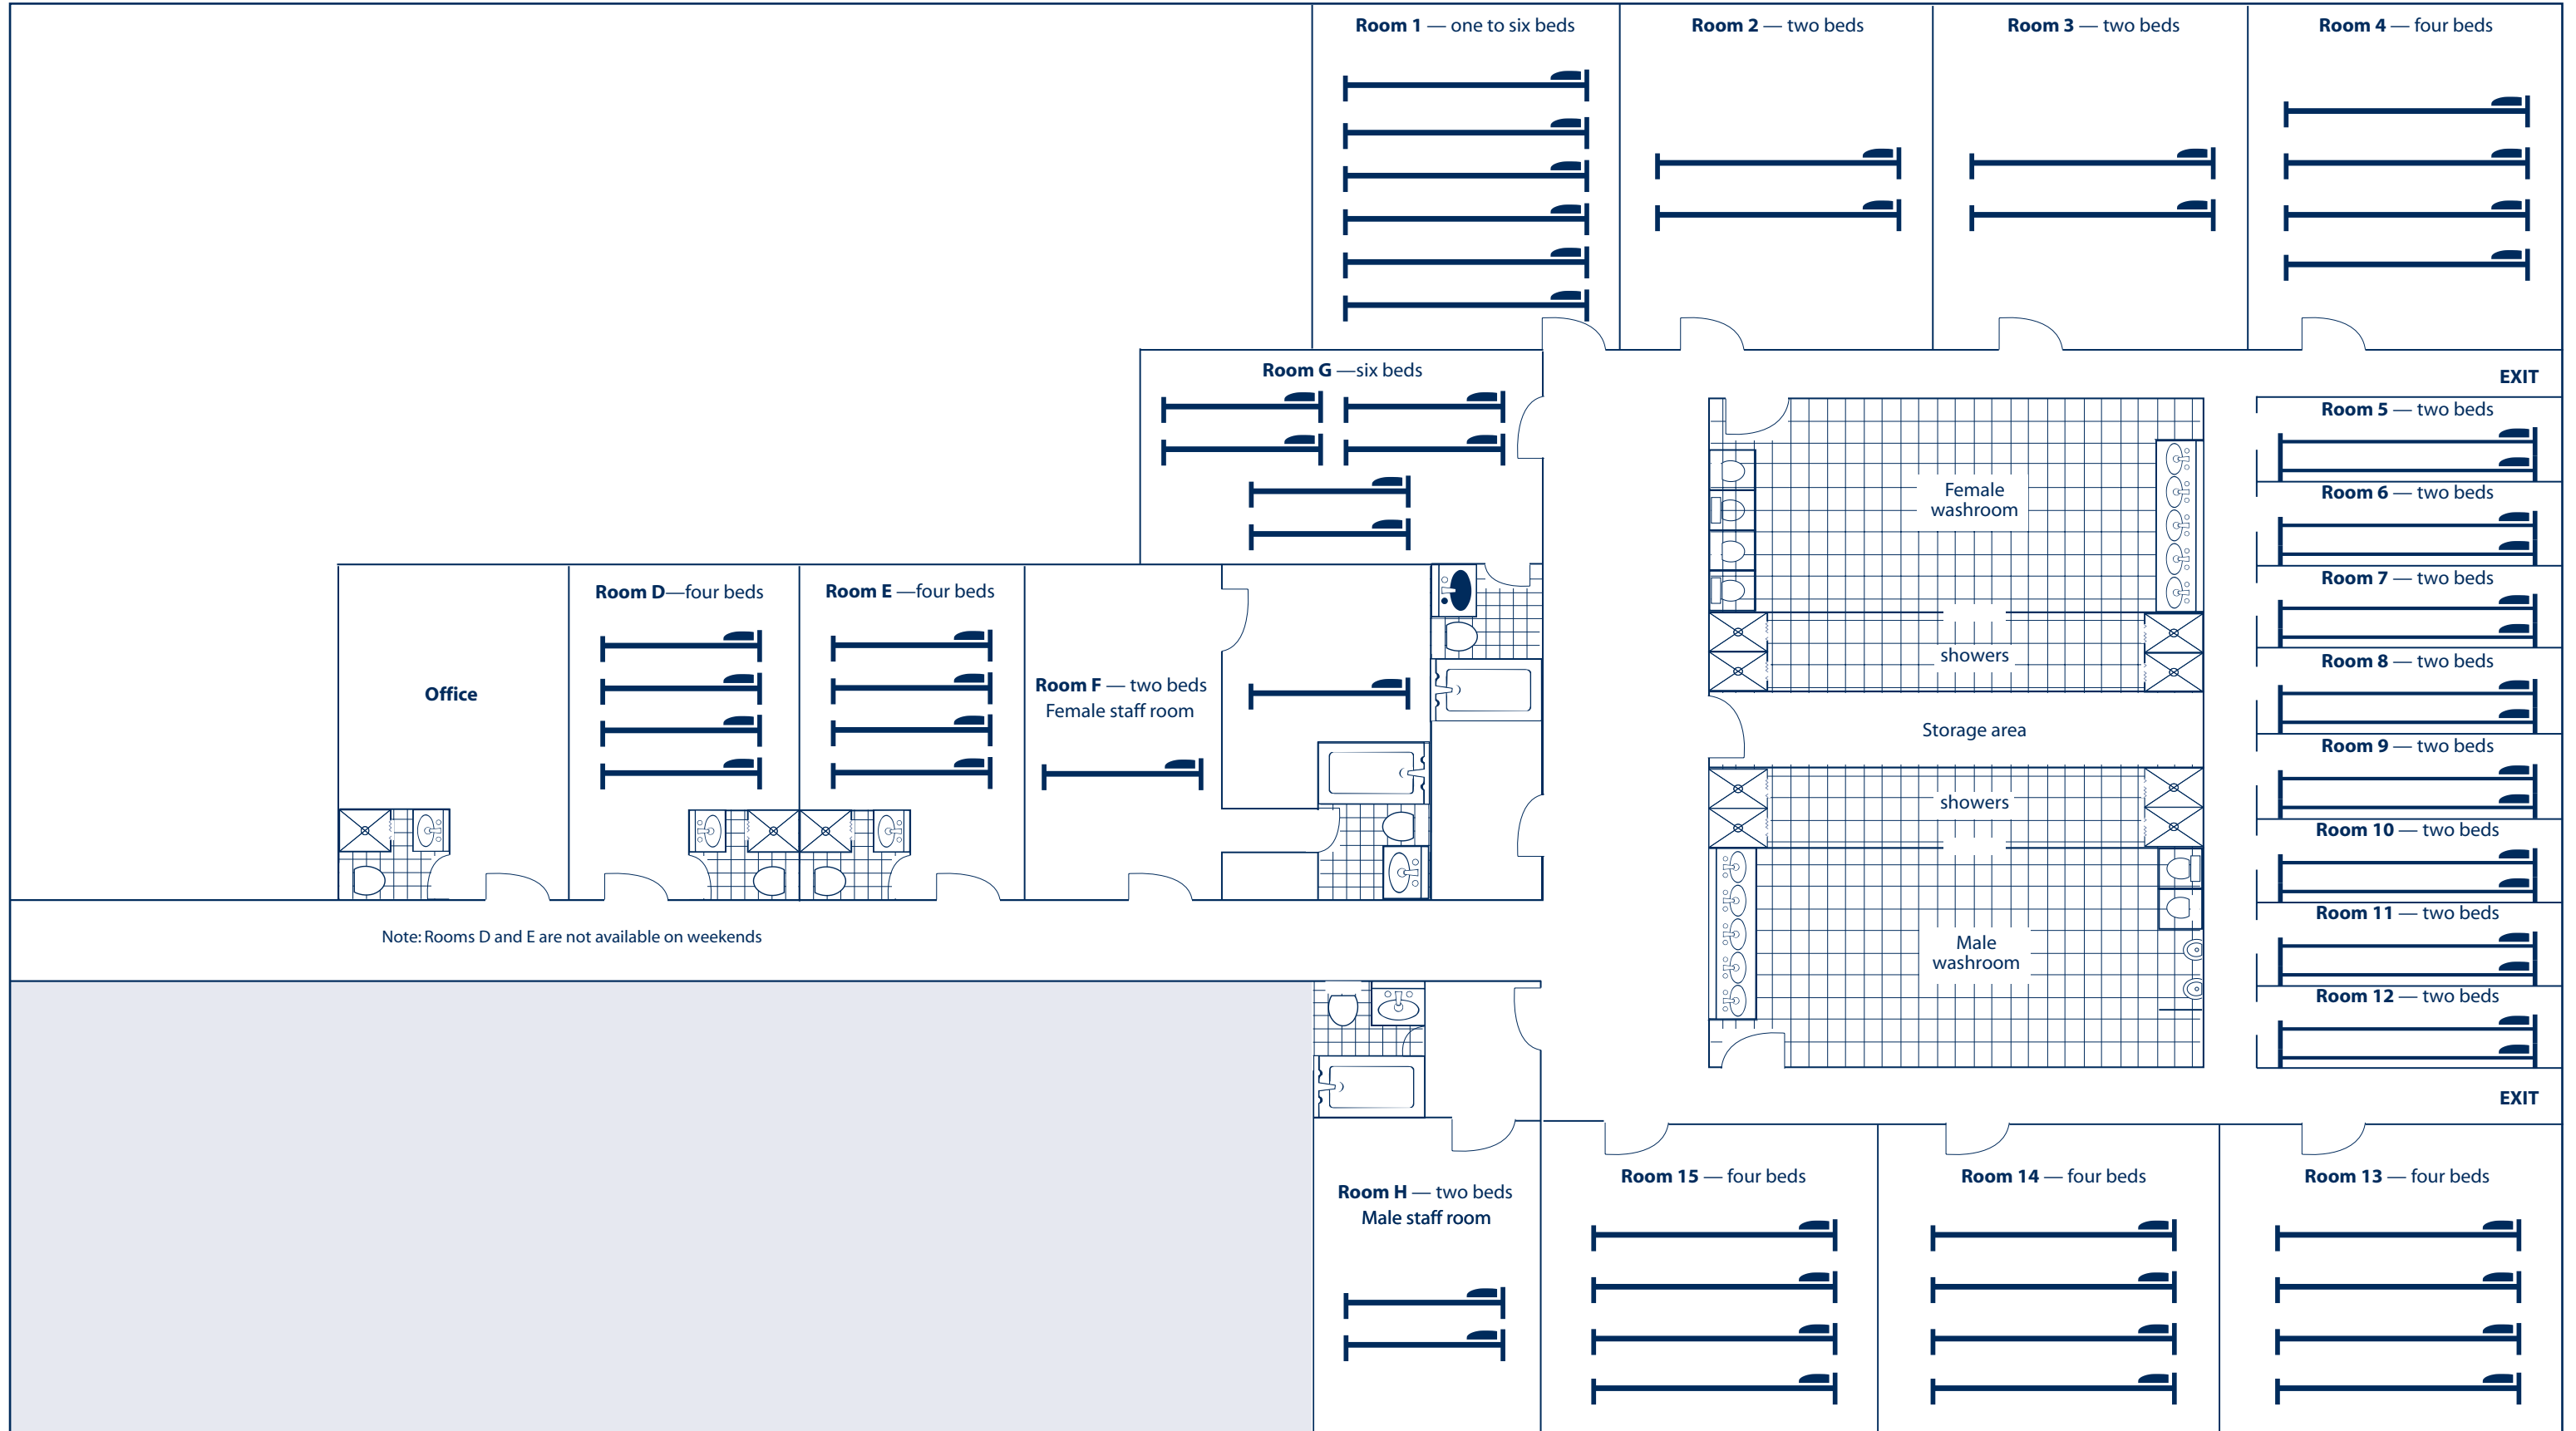 Room 1 — one to six beds
Room 2 — two beds
Room 3 — two beds
Room 4 — four beds
Room G —six beds
EXIT
Room 5 — two beds
Room 6 — two beds
Room 7 — two beds
Room 8 — two beds
Room 9 — two beds
Room 10 — two beds
Room 11 — two beds
Room 12 — two beds
Female
washroom
showers
Storage area
showers
Male
washroom
Office
Room D—four beds
Room E —four beds
Room F — two beds
Female staff room
Note: Rooms D and E are not available on weekends
EXIT
Room H — two beds
Male staff room
Room 15 — four beds
Room 14 — four beds
Room 13 — four beds